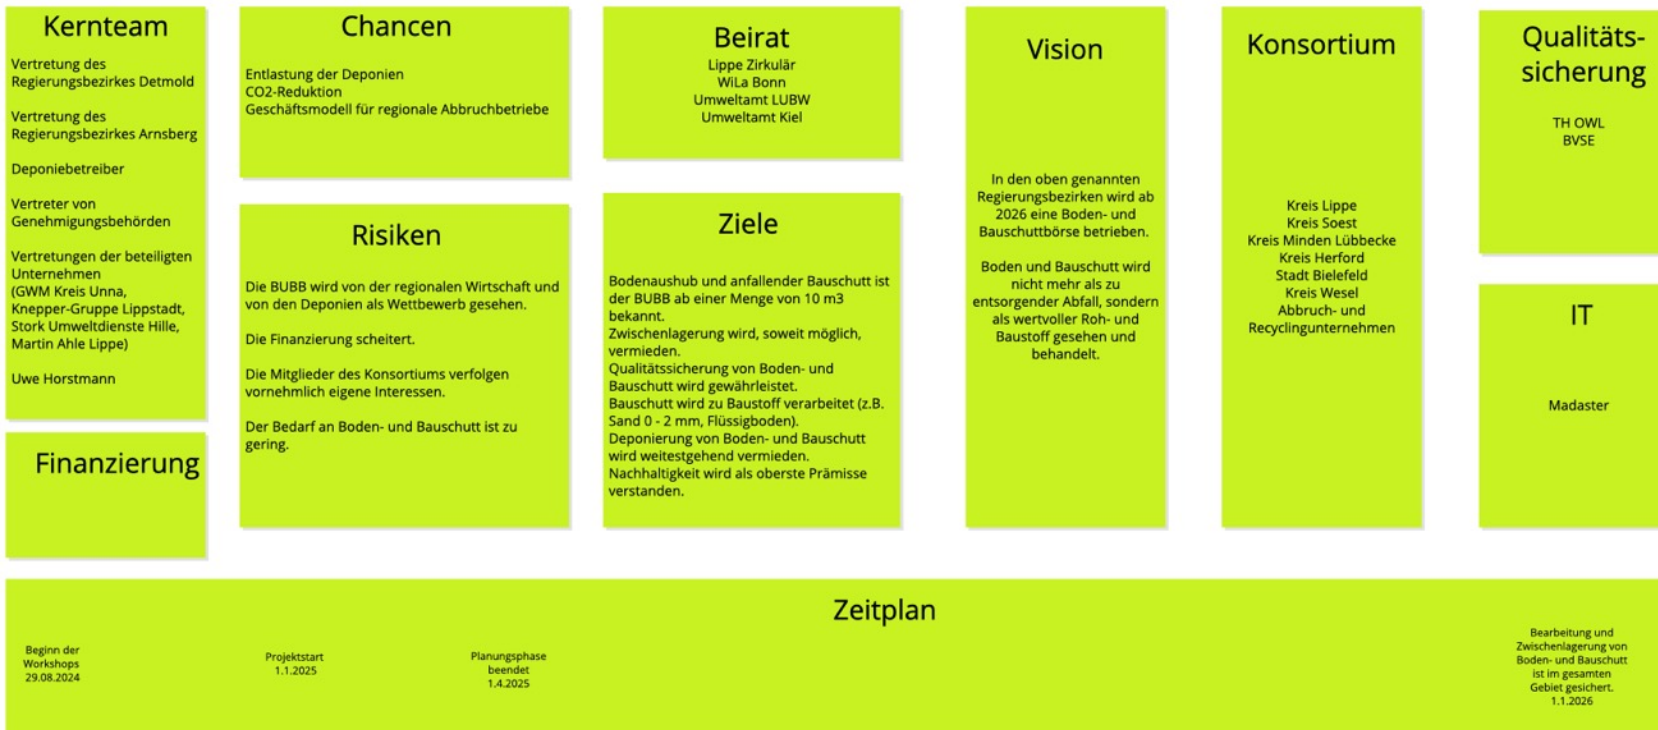 Kernteam
Vertretung des
Regierungsbezirkes Detmold
Vertretung des
Regierungsbezirkes Arnsberg
Deponiebetreiber
Vertreter von
Genehmigungsbehörden
Vertretungen der beteiligten
Unternehmen
(GWM Kreis Unna,
Knepper-Gruppe Lippstadt,
Stork Umweltdienste Hille,
Martin Ahle Lippe)
Uwe Horstmann
Finanzierung
Chancen
Entlastung der Deponien
CO2-Reduktion
Geschäftsmodell für regionale Abbruchbetriebe
Risiken
Die BUBB wird von der regionalen Wirtschaft und
von den Deponien als Wettbewerb gesehen.
Die Finanzierung scheitert.
Die Mitglieder des Konsortiums verfolgen
vornehmlich eigene Interessen.
Der Bedarf an Boden- und Bauschutt ist zu
gering.
Beirat
Lippe Zirkulär
WiLa Bonn
Umweltamt LUBW
Umweltamt Kiel
Ziele
Bodenaushub und anfallender Bauschutt ist
der BUBB ab einer Menge von 10 m3
bekannt.
Zwischenlagerung wird, soweit möglich,
vermieden.
Qualitätssicherung von Boden- und
Bauschutt wird gewährleistet.
Bauschutt wird zu Baustoff verarbeitet (z.B.
Sand 0 - 2 mm, Flüssigboden).
Deponierung von Boden- und Bauschutt
wird weitestgehend vermieden.
Nachhaltigkeit wird als oberste Prämisse
verstanden.
Vision
In den oben genannten
Regierungsbezirken wird ab
2026 eine Boden- und
Bauschuttbörse betrieben.
Boden und Bauschutt wird
nicht mehr als zu
entsorgender Abfall, sondern
als wertvoller Roh- und
Baustoff gesehen und
behandelt.
Konsortium
Kreis Lippe
Kreis Soest
Kreis Minden Lübbecke
Kreis Herford
Stadt Bielefeld
Kreis Wesel
Abbruch- und
Recyclingunternehmen
Qualitäts-
sicherung
TH OWL
BVSE
IT
Madaster
Zeitplan
Beginn der
Workshops
29.08.2024
Projektstart
1.1.2025
Planungsphase
beendet
1.4.2025
Bearbeitung und
Zwischenlagerung von
Boden- und Bauschutt
ist im gesamten
Gebiet gesichert.
1.1.2026